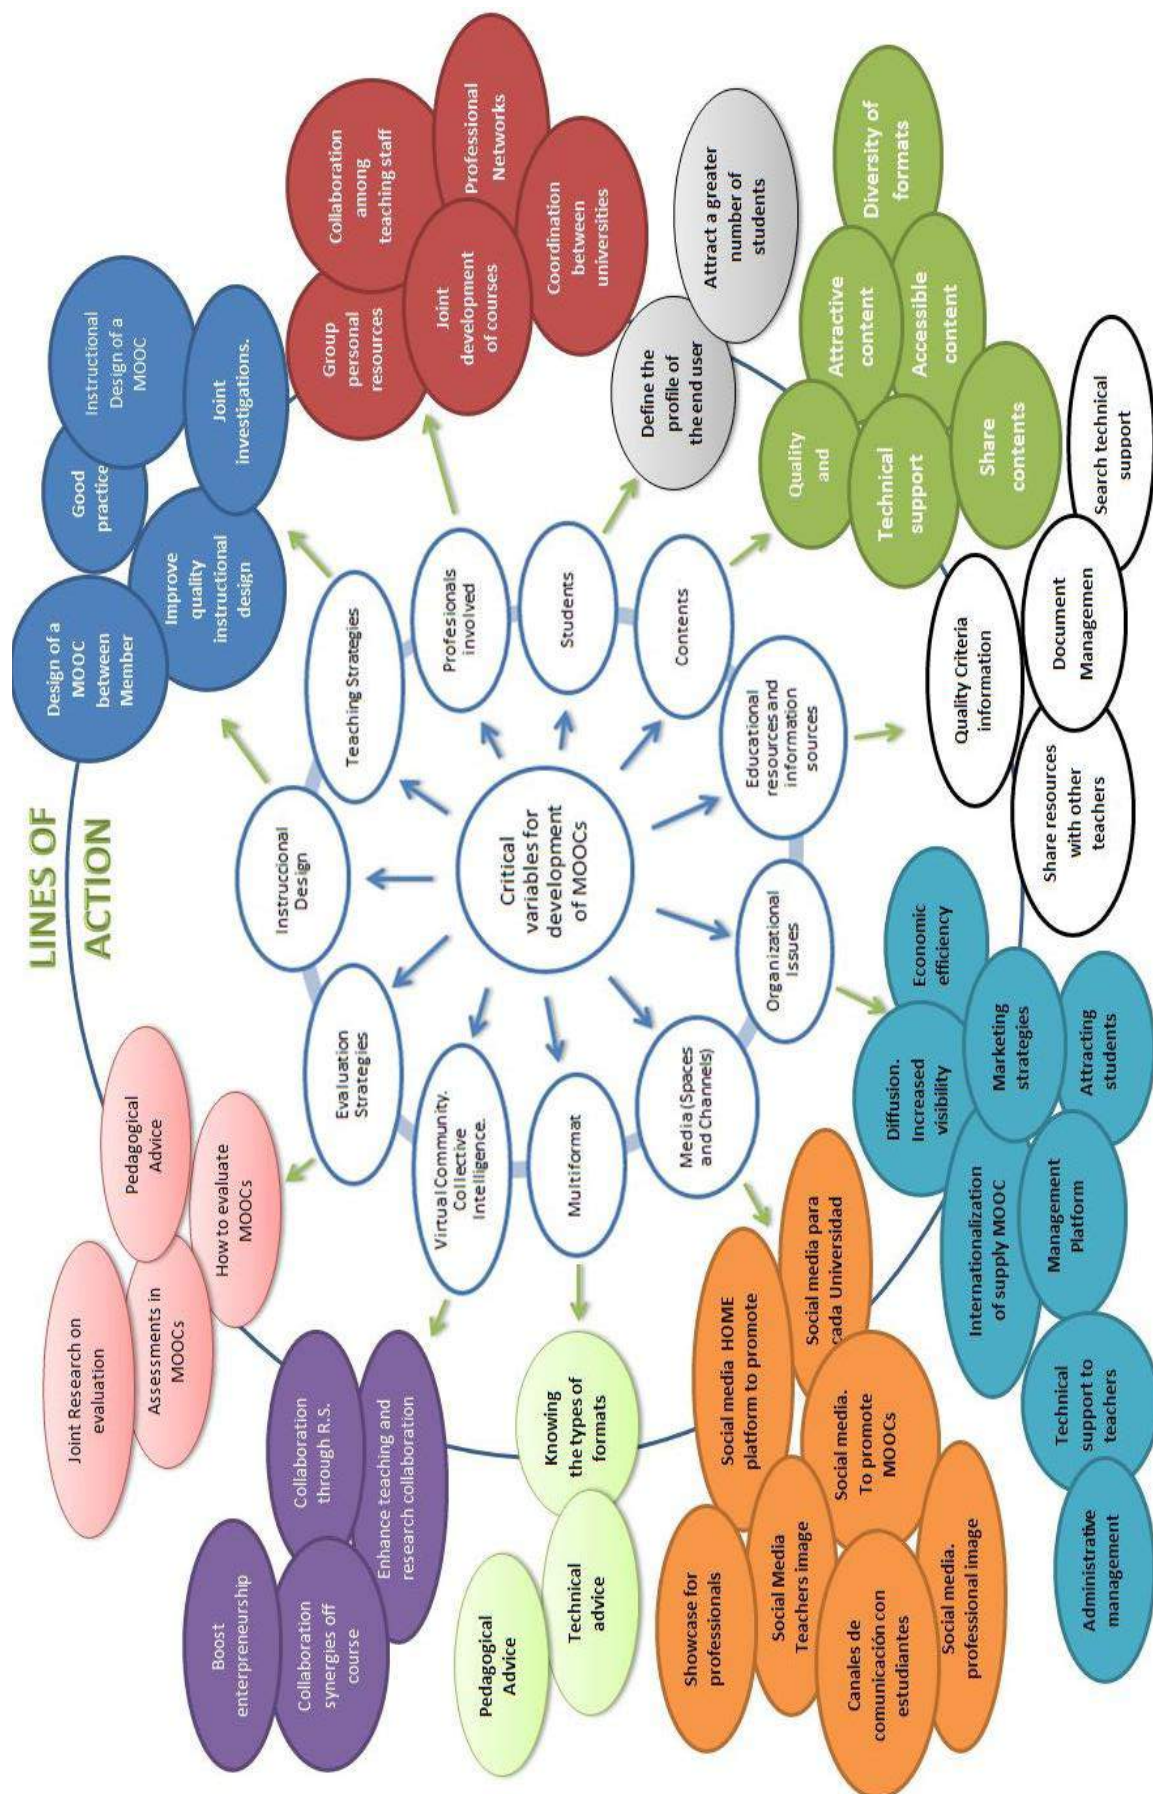 LINES OF
ACTION
Critical
variables for
development
of MOOCs
Instruccional
Design
Teaching Strategies
Profesionals
involved
Students
Contents
Educational
resources and
information
sources
Organizational
Issues
Media (Spaces
and Channels)
Multiformat
Virtual Community.
Collective
Intelligence.
Evaluation
Strategies
Design of a
MOOC
between
Member
Improve
quality
instructional
design
Good
practice
Instructional
Design of a
MOOC
Joint
investigations.
Group
personal
resources
Collaboration
among
teaching staff
Joint
development
of courses
Professional
Networks
Coordination
between
universities
Define the
profile of
the end user
Attract a greater
number of
students
Quality
and
Attractive
content
Diversity of
formats
Technical
support
Accessible
content
Share
contents
Quality Criteria
information
Document
Managemen
Search technical
support
Share resources
with other
teachers
Diffusion.
Increased
visibility
Economic
efficiency
Marketing
strategies
Attracting
students
Internationalization
of supply MOOC
Management
Platform
Technical
support to
teachers
Administrative
management
Social media HOME
platform to promote
Social media para
cada Universidad
Showcase for
professionals
Social Media
Teachers image
Social media.
To promote
MOOCs
Canales de
comunicación con
estudiantes
Social media.
professional image
Knowing
the types of
formats
Technical
advice
Pedagogical
Advice
Boost
enterpreneurship
Collaboration
through R.S.
Collaboration
synergies off
course
Enhance teaching and
research collaboration
Joint Research on
evaluation
Pedagogical
Advice
Assessments in
MOOCs
How to evaluate
MOOCs